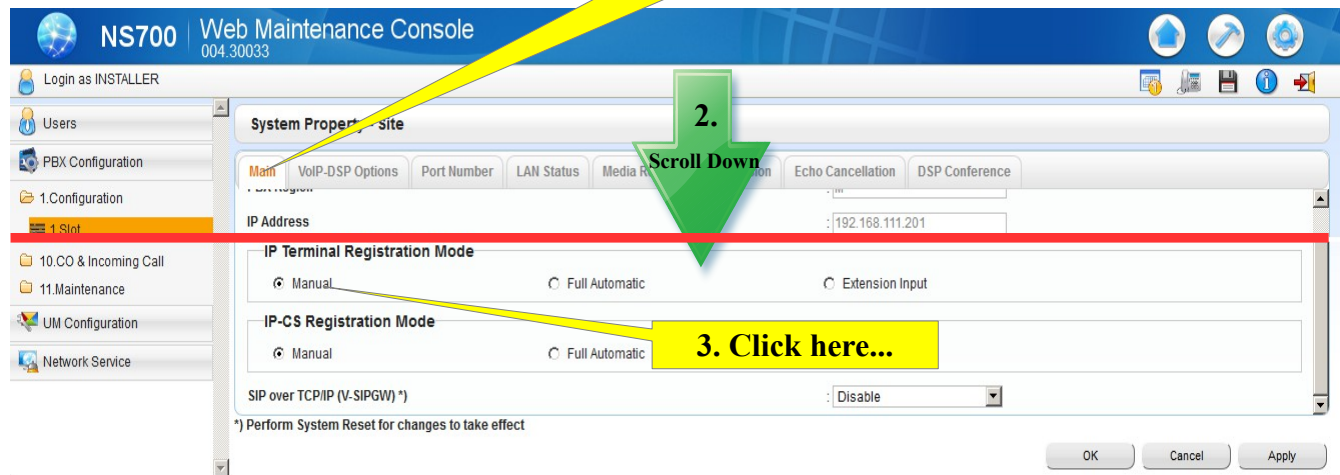 NS700 Web Maintenance Console
004.30033
Login as INSTALLER
Users
PBX Configuration
1.Configuration
1.Slot
10.CO & Incoming Call
11.Maintenance
UM Configuration
Network Service
System Property - Site
2.
Scroll Down
Main VoIP-DSP Options Port Number LAN Status Echo Cancellation DSP Conference
IP Address : 192.168.111.201
IP Terminal Registration Mode
Manual Full Automatic Extension Input
IP-CS Registration Mode
Manual Full Automatic
3. Click here...
SIP over TCP/IP (V-SIPGW) *) : Disable
*) Perform System Reset for changes to take effect
OK Cancel Apply